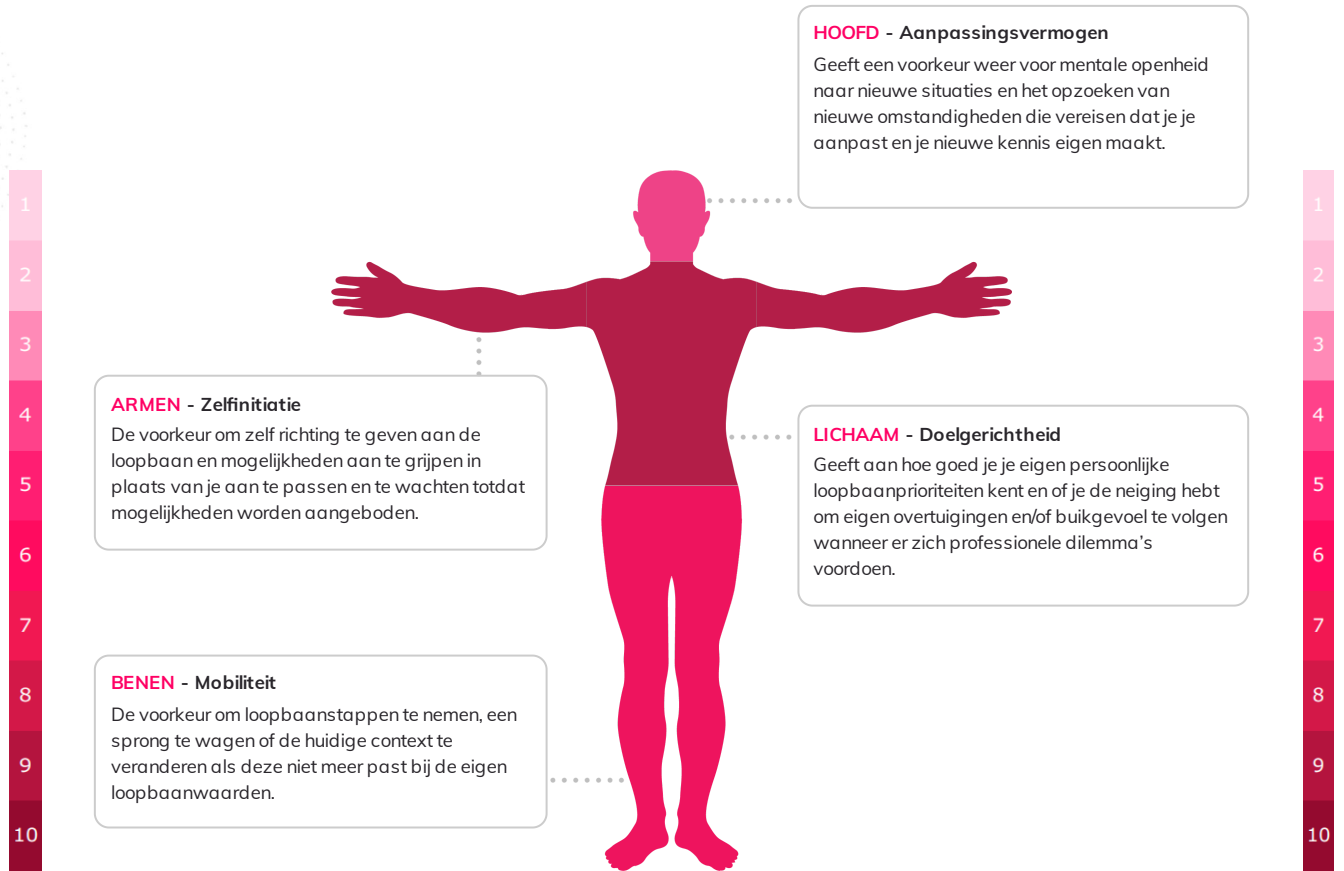 HOOFD - Aanpassingsvermogen
Geeft een voorkeur weer voor mentale openheid
naar nieuwe situaties en het opzoeken van
nieuwe omstandigheden die vereisen dat je je
aanpast en je nieuwe kennis eigen maakt.
ARMEN - Zelfinitiatie
De voorkeur om zelf richting te geven aan de
loopbaan en mogelijkheden aan te grijpen in
plaats van je aan te passen en te wachten totdat
mogelijkheden worden aangeboden.
LICHAAM - Doelgerichtheid
Geeft aan hoe goed je je eigen persoonlijke
loopbaanprioriteiten kent en of je de neiging hebt
om eigen overtuigingen en/of buikgevoel te volgen
wanneer er zich professionele dilemma's
voordoen.
BENEN - Mobiliteit
De voorkeur om loopbaanstappen te nemen, een
sprong te wagen of de huidige context te
veranderen als deze niet meer past bij de eigen
loopbaanwaarden.
1
2
3
4
5
6
7
8
9
10
1
2
3
4
5
6
7
8
9
10